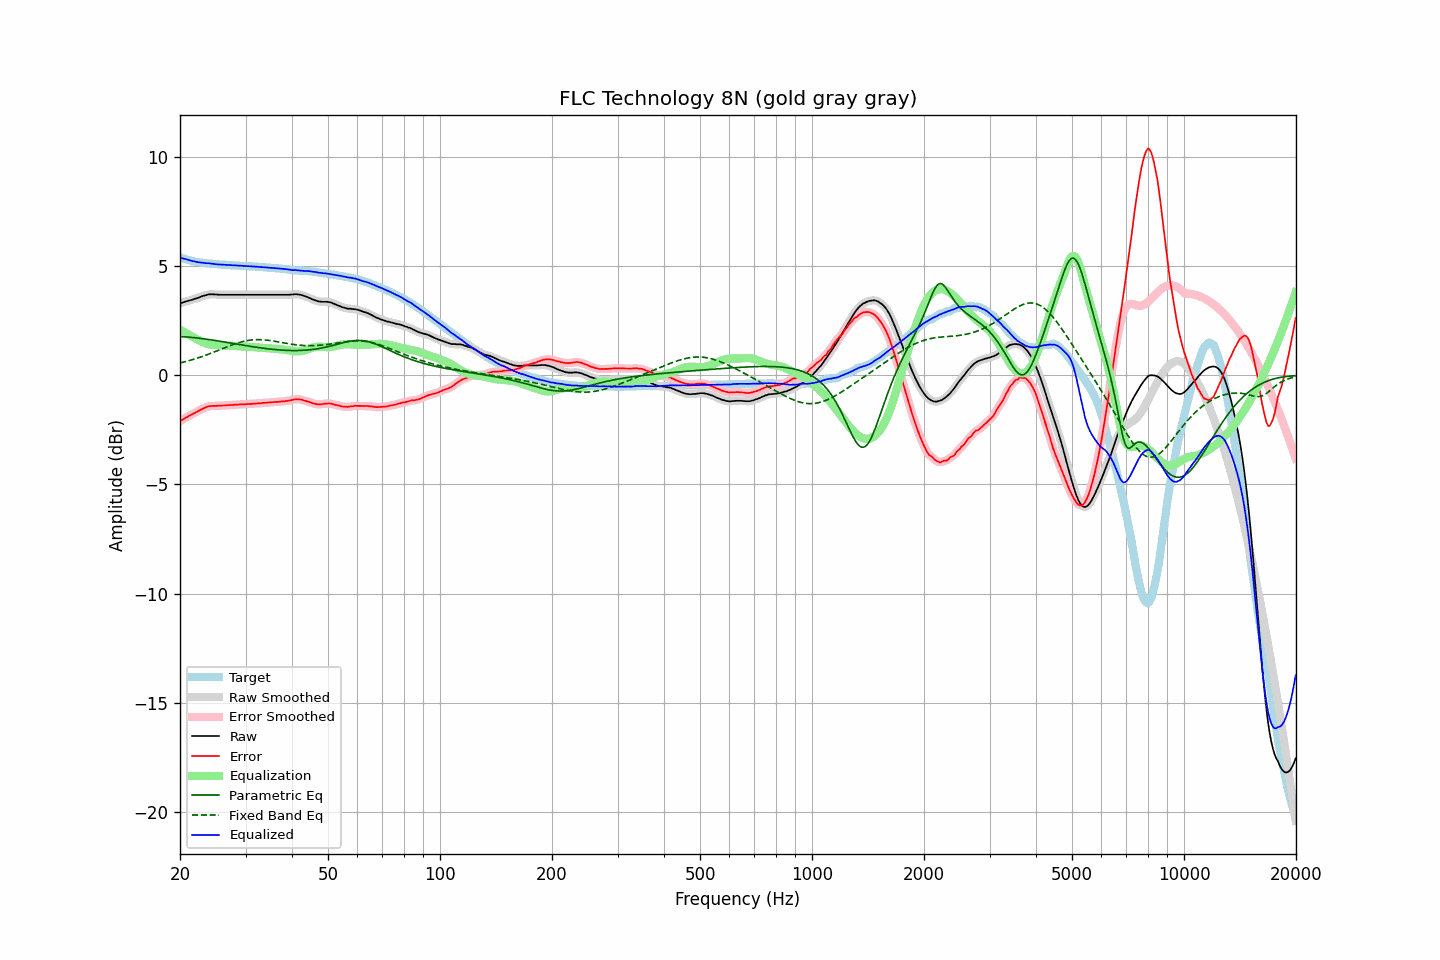 FLC Technology 8N (gold gray gray)
Amplitude (dBr)
10
5
0
−5
−10
−15
−20
Target
Raw Smoothed
Error Smoothed
Raw
Error
Equalization
Parametric Eq
Fixed Band Eq
Equalized
20
50
100
200
500
1000
2000
5000
10000
20000
Frequency (Hz)